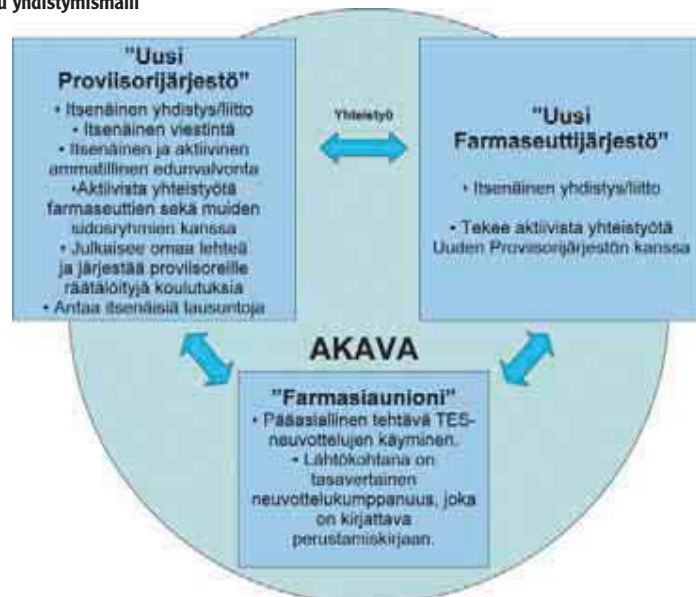 u yhdistymismalli
"Uusi
Proviisorijärjestö"
• Itsenäinen yhdistys/liitto
• Itsenäinen viestintä
• Itsenäinen ja aktiivinen
ammatillinen edunvalvonta
•Aktiivista yhteistyötä
farmaseuttien sekä muiden
sidosryhmien kanssa
• Julkaisee omaa lehteä
ja järjestää proviisoreille
räätälöityjä koulutuksia
• Antaa itsenäisiä lausuntoja
Yhteistyö
"Uusi
Farmaseuttijärjestö"
• Itsenäinen yhdistys/liitto
• Tekee aktiivista yhteistyötä
Uuden Proviisorijärjestön kanssa
AKAVA
"Farmasiaunioni"
• Pääasiallinen tehtävä TES-
neuvottelujen käyminen.
• Lähtökohtana on
tasavertainen
neuvottelukumppanuus, joka
on kirjattava
perustamiskirjaan.